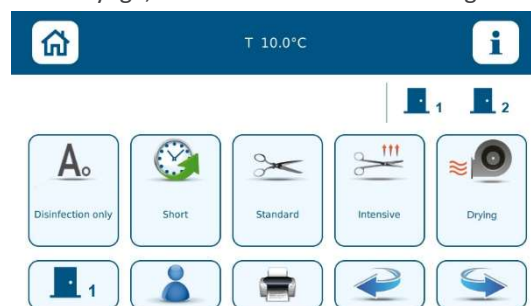 T 10.0°C i
1 2
A₀
Disinfection only Short Standard Intensive Drying
1